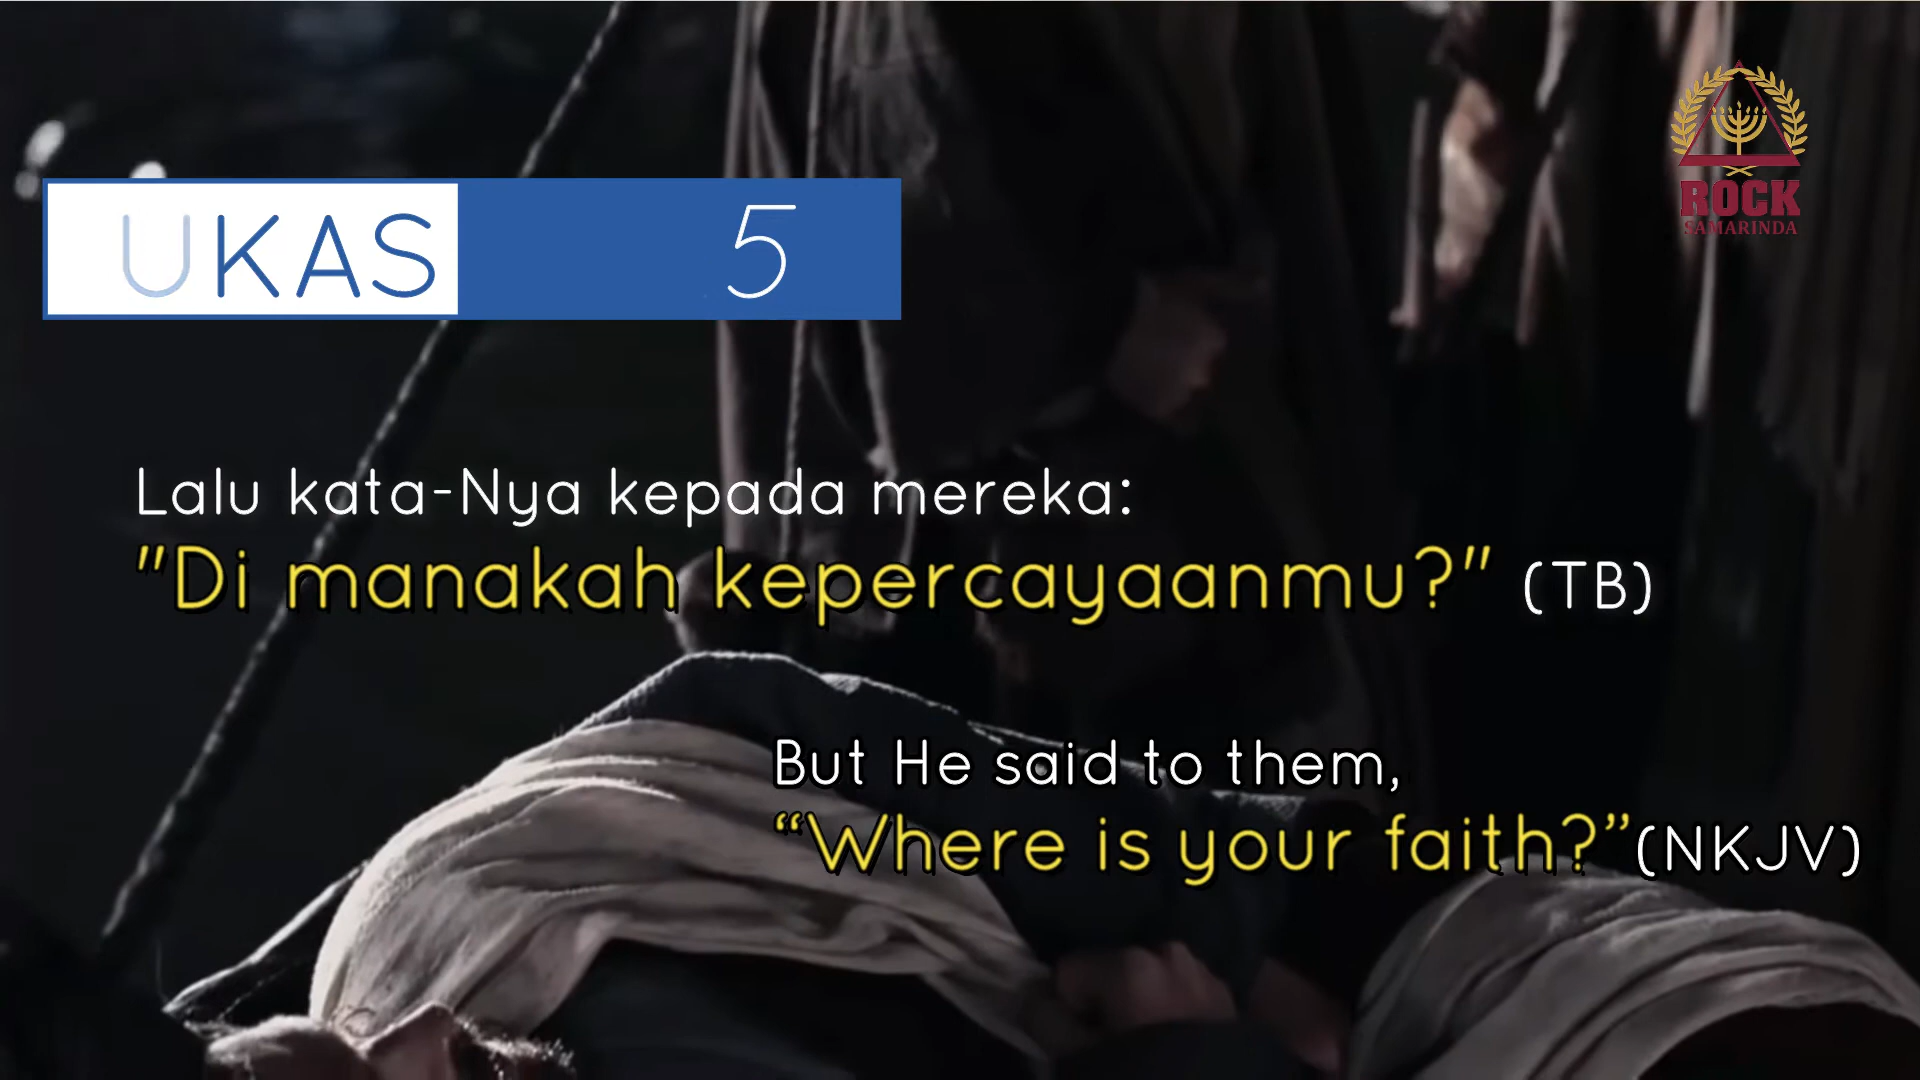 ROCK
SAMARINDA
UKAS 5
Lalu kata-Nya kepada mereka:
"Di manakah kepercayaanmu?" (TB)
But He said to them,
“Where is your faith?”(NKJV)